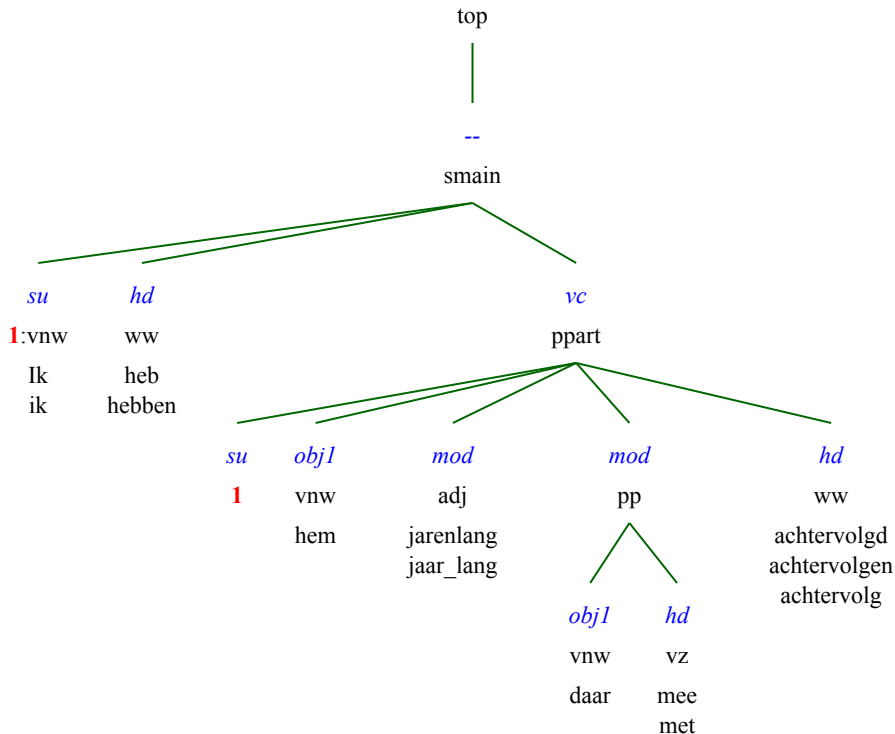 top
--
smain
su hd vc
1:vnw ww ppart
Ik heb
ik hebben
su obj1 mod mod hd
1 vnw adj pp ww
hem jarenlang achtervolgd
jaar_lang achtervolgen
achtervolg
obj1 hd
vnw vz
daar mee
met